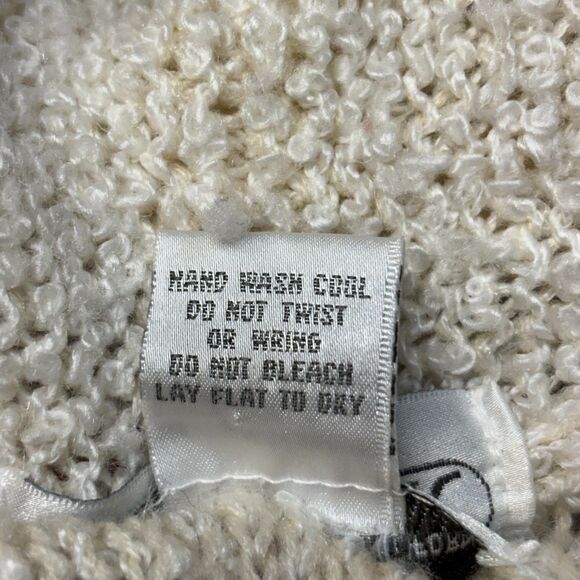 HAND WASH COOL
DO NOT TWIST
OR WRING
DO NOT BLEACH
LAY FLAT TO DRY